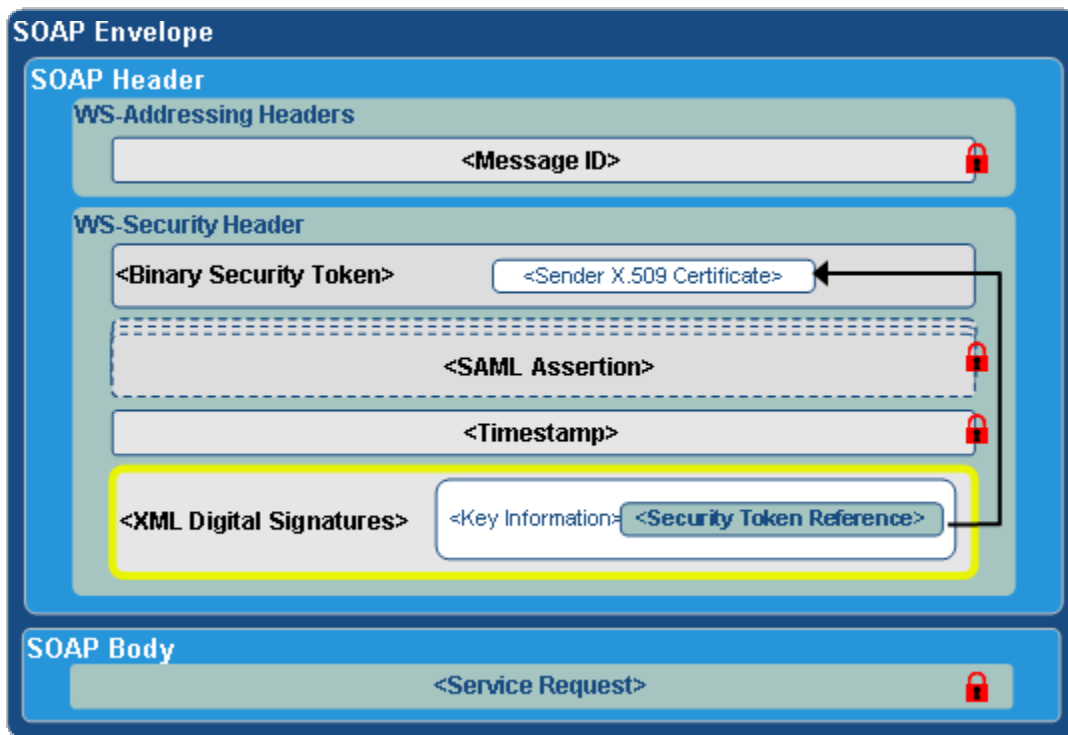 SOAP Envelope
SOAP Header
WS-Addressing Headers
<Message ID>
WS-Security Header
<Binary Security Token> <Sender X.509 Certificate>
<SAML Assertion>
<Timestamp>
<XML Digital Signatures> <Key Information> <Security Token Reference>
SOAP Body
<Service Request>